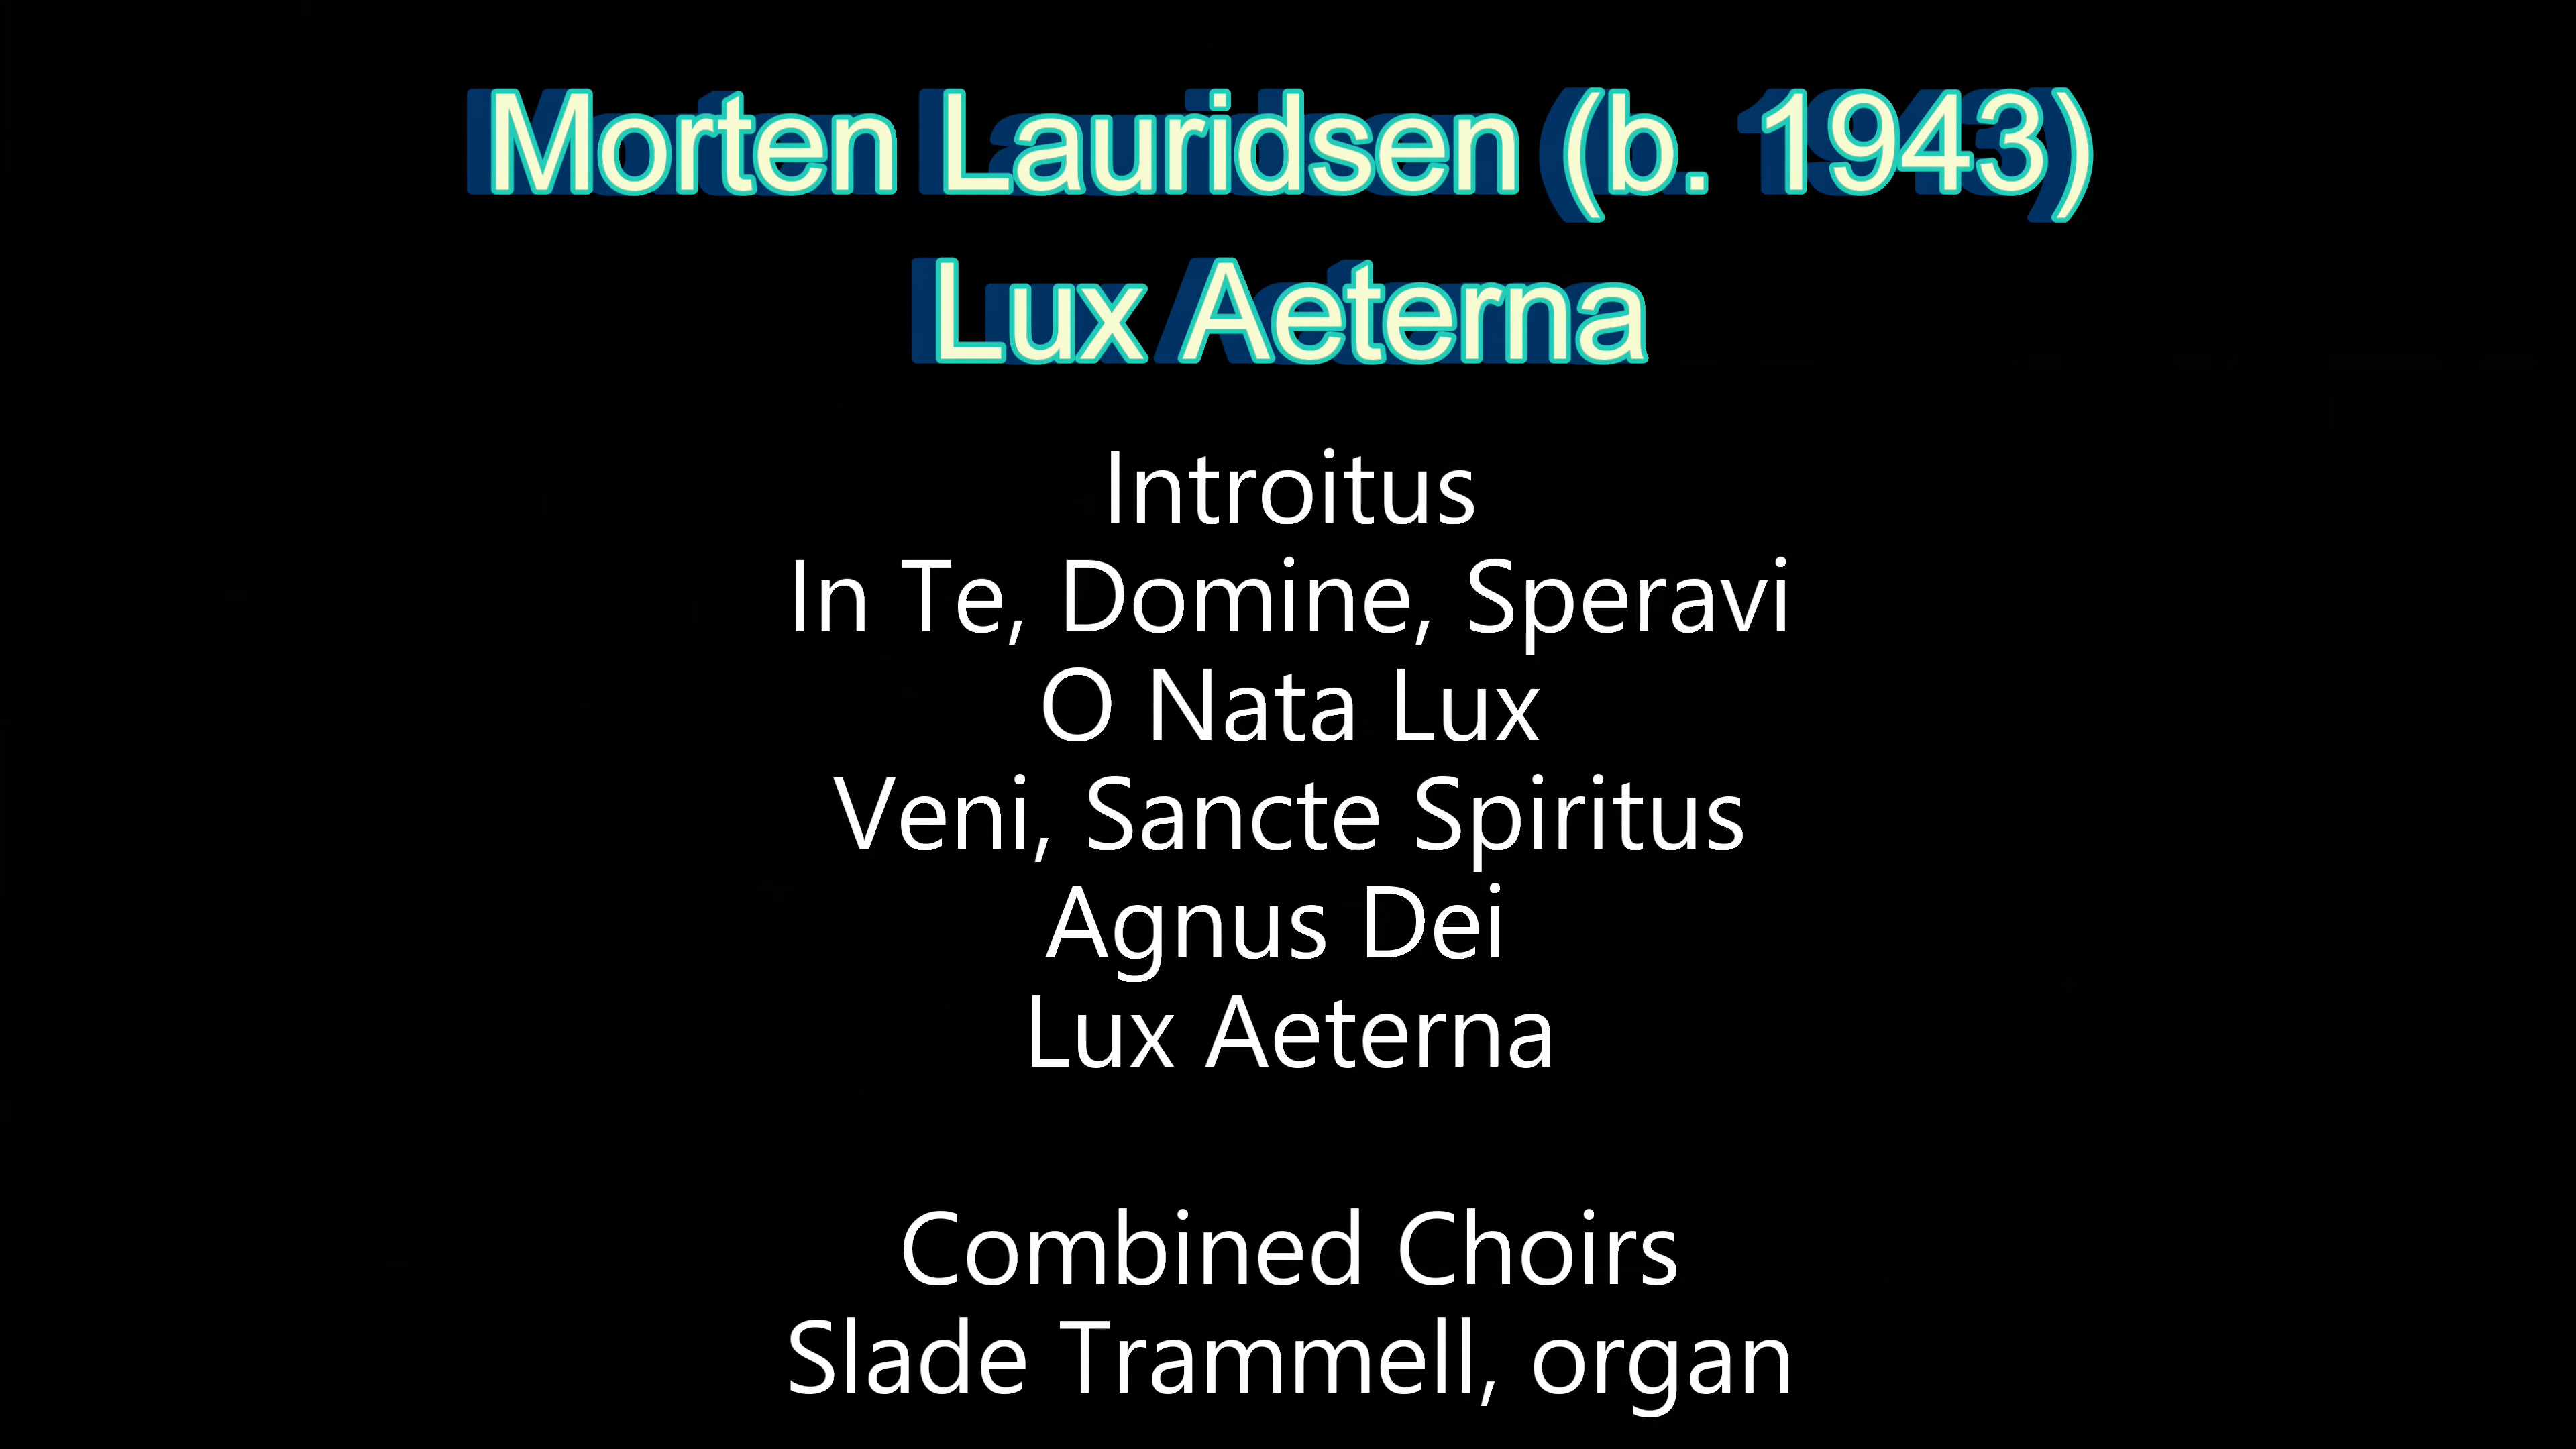 Morten Lauridsen (b. 1943)
Lux Aeterna
Introitus
In Te, Domine, Speravi
O Nata Lux
Veni, Sancte Spiritus
Agnus Dei
Lux Aeterna
Combined Choirs
Slade Trammell, organ